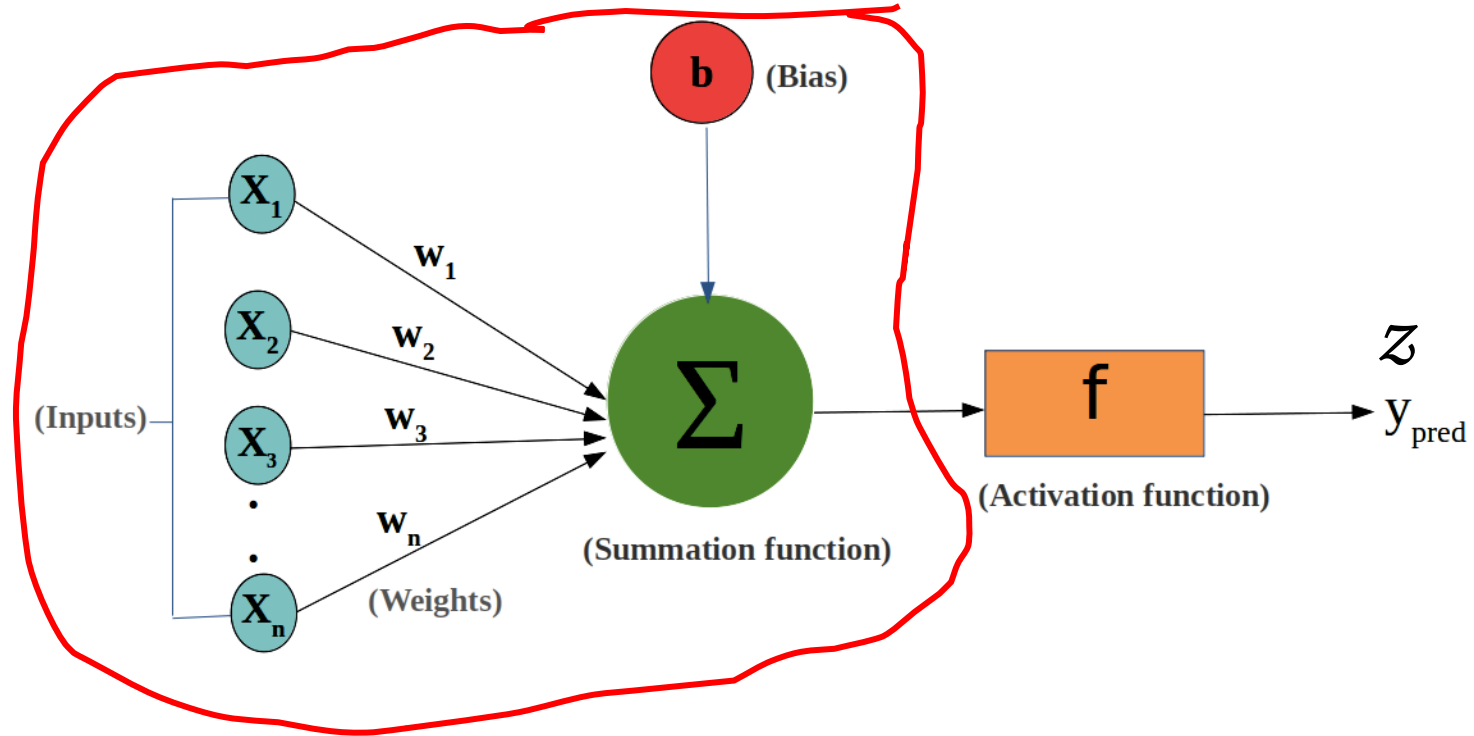 b (Bias)
X1
w1
X2
w2
(Inputs)
X3
w3
Σ
f
z
ypred
.
.
wn
(Activation function)
(Summation function)
Xn
(Weights)